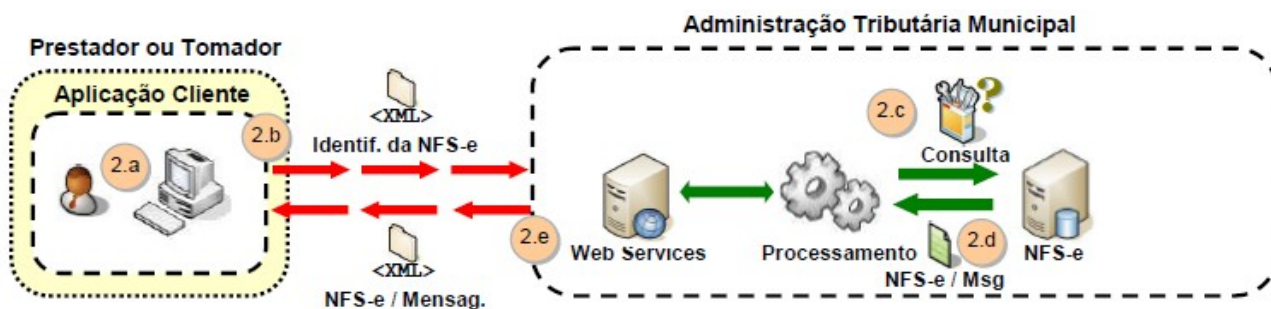 Administração Tributária Municipal
Prestador ou Tomador
Aplicação Cliente
2.a
2.b
<XML>
Identif. da NFS-e
<XML>
NFS-e / Mensag.
2.e
Web Services
Processamento
2.c
?
Consulta
2.d
NFS-e / Msg
NFS-e